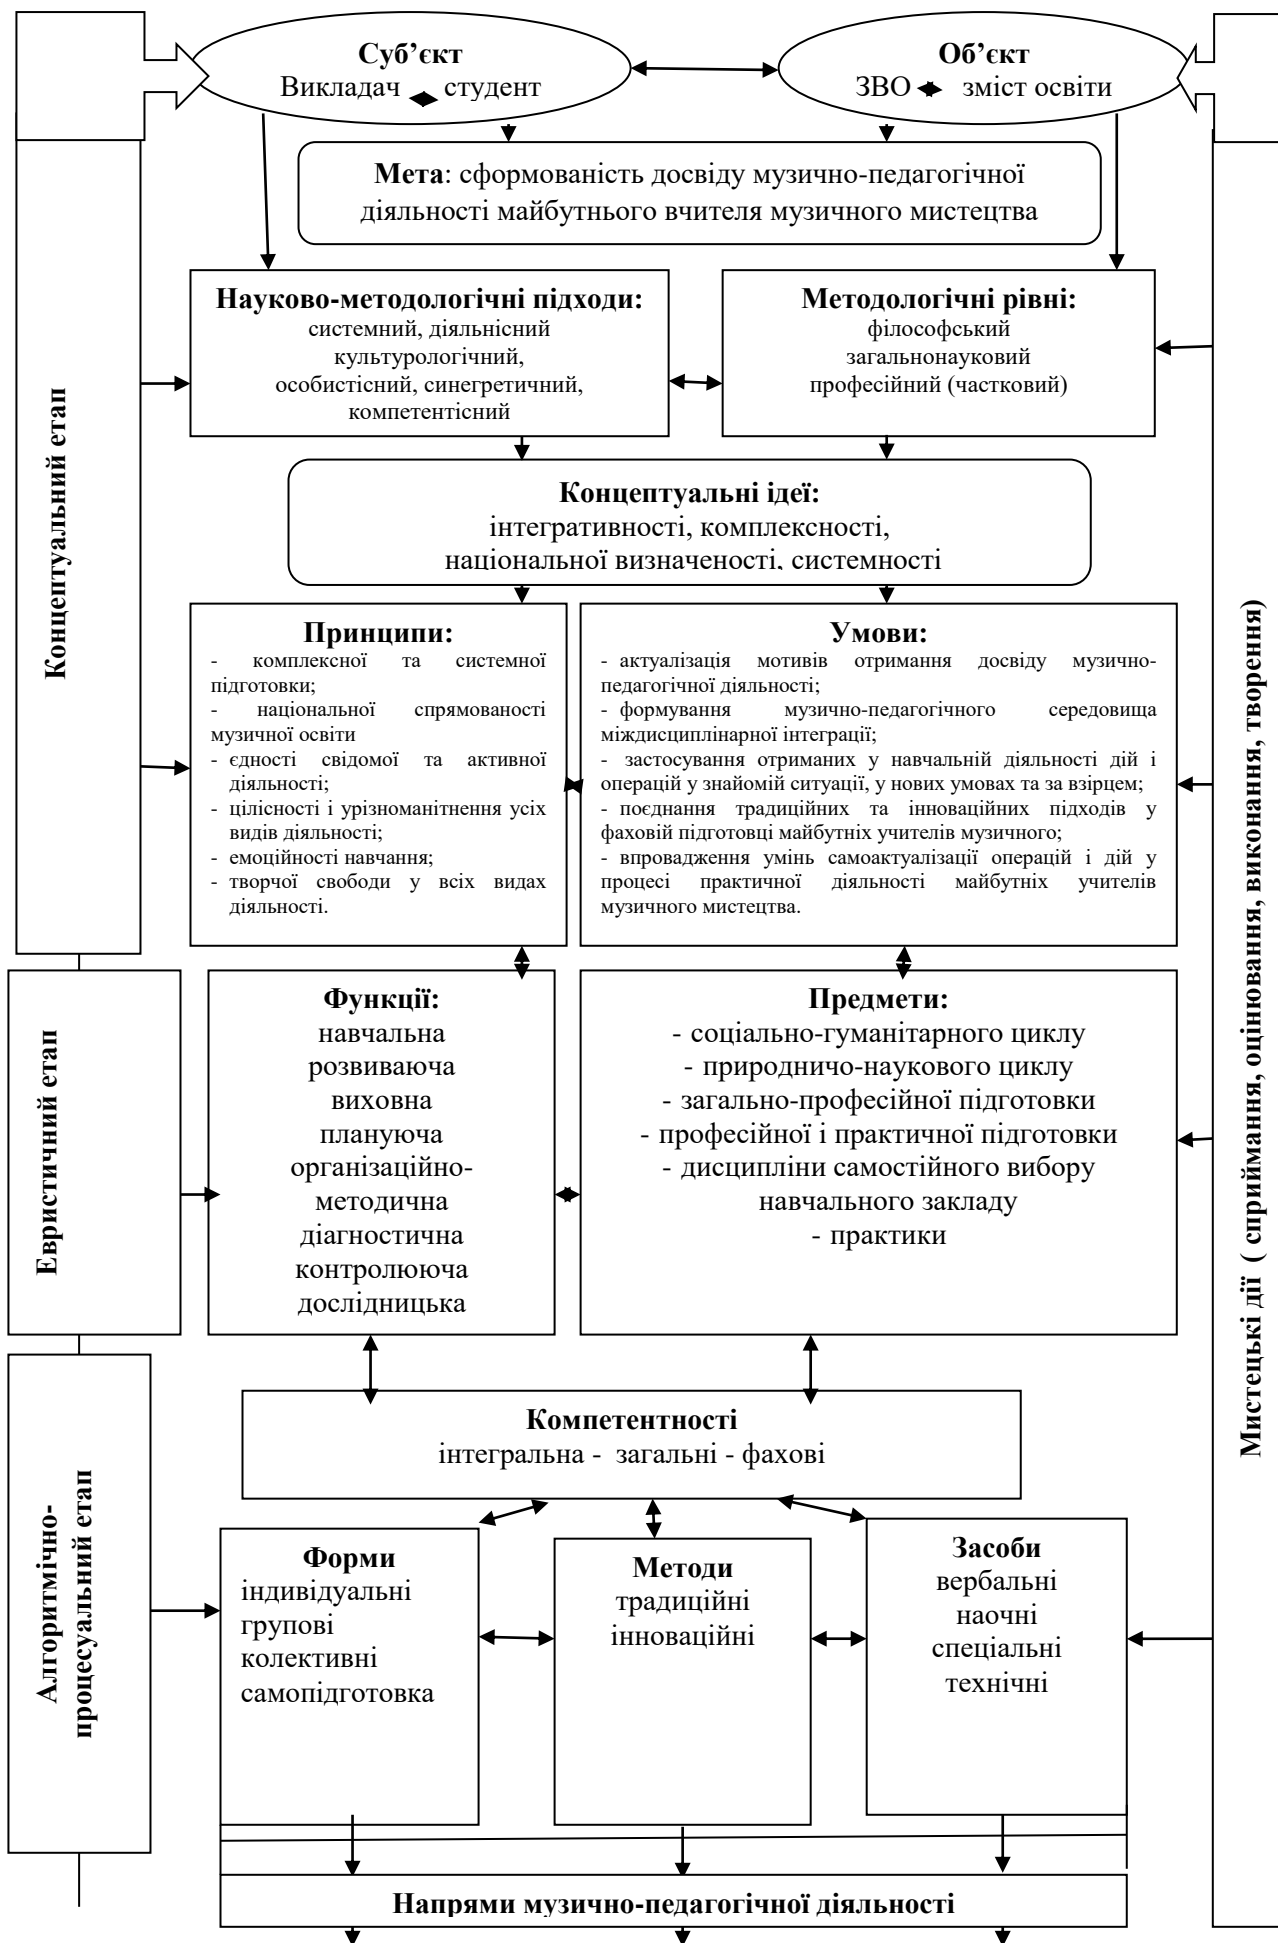 Суб’єкт
Викладач студент
Об’єкт
ЗВО зміст освіти
Мета: сформованість досвіду музично-педагогічної
діяльності майбутнього вчителя музичного мистецтва
Науково-методологічні підходи:
системний, діяльнісний
культурологічний,
особистісний, синегретичний,
компетентісний
Методологічні рівні:
філософський
загальнонауковий
професійний (частковий)
Концептуальні ідеї:
інтегративності, комплексності,
національної визначеності, системності
Концептуальний етап
Принципи:
- комплексної та системної
підготовки;
- національної спрямованості
музичної освіти
- єдності свідомої та активної
діяльності;
- цілісності і урізноманітнення усіх
видів діяльності;
- емоційності навчання;
- творчої свободи у всіх видах
діяльності.
Умови:
- актуалізація мотивів отримання досвіду музично-
педагогічної діяльності;
- формування музично-педагогічного середовища
міждисциплінарної інтеграції;
- застосування отриманих у навчальній діяльності дій і
операцій у знайомій ситуації, у нових умовах та за взірцем;
- поєднання традиційних та інноваційних підходів у
фаховій підготовці майбутніх учителів музичного;
- впровадження умінь самоактуалізації операцій і дій у
процесі практичної діяльності майбутніх учителів
музичного мистецтва.
Мистецькі дії ( сприймання, оцінювання, виконання, творення)
Евристичний етап
Функції:
навчальна
розвиваюча
виховна
плануюча
організаційно-
методична
діагностична
контролююча
дослідницька
Предмети:
- соціально-гуманітарного циклу
- природничо-наукового циклу
- загально-професійної підготовки
- професійної і практичної підготовки
- дисципліни самостійного вибору
навчального закладу
- практики
Алгоритмічно-
процесуальний етап
Компетентності
інтегральна - загальні - фахові
Форми
індивідуальні
групові
колективні
самопідготовка
Методи
традиційні
інноваційні
Засоби
вербальні
наочні
спеціальні
технічні
Напрями музично-педагогічної діяльності